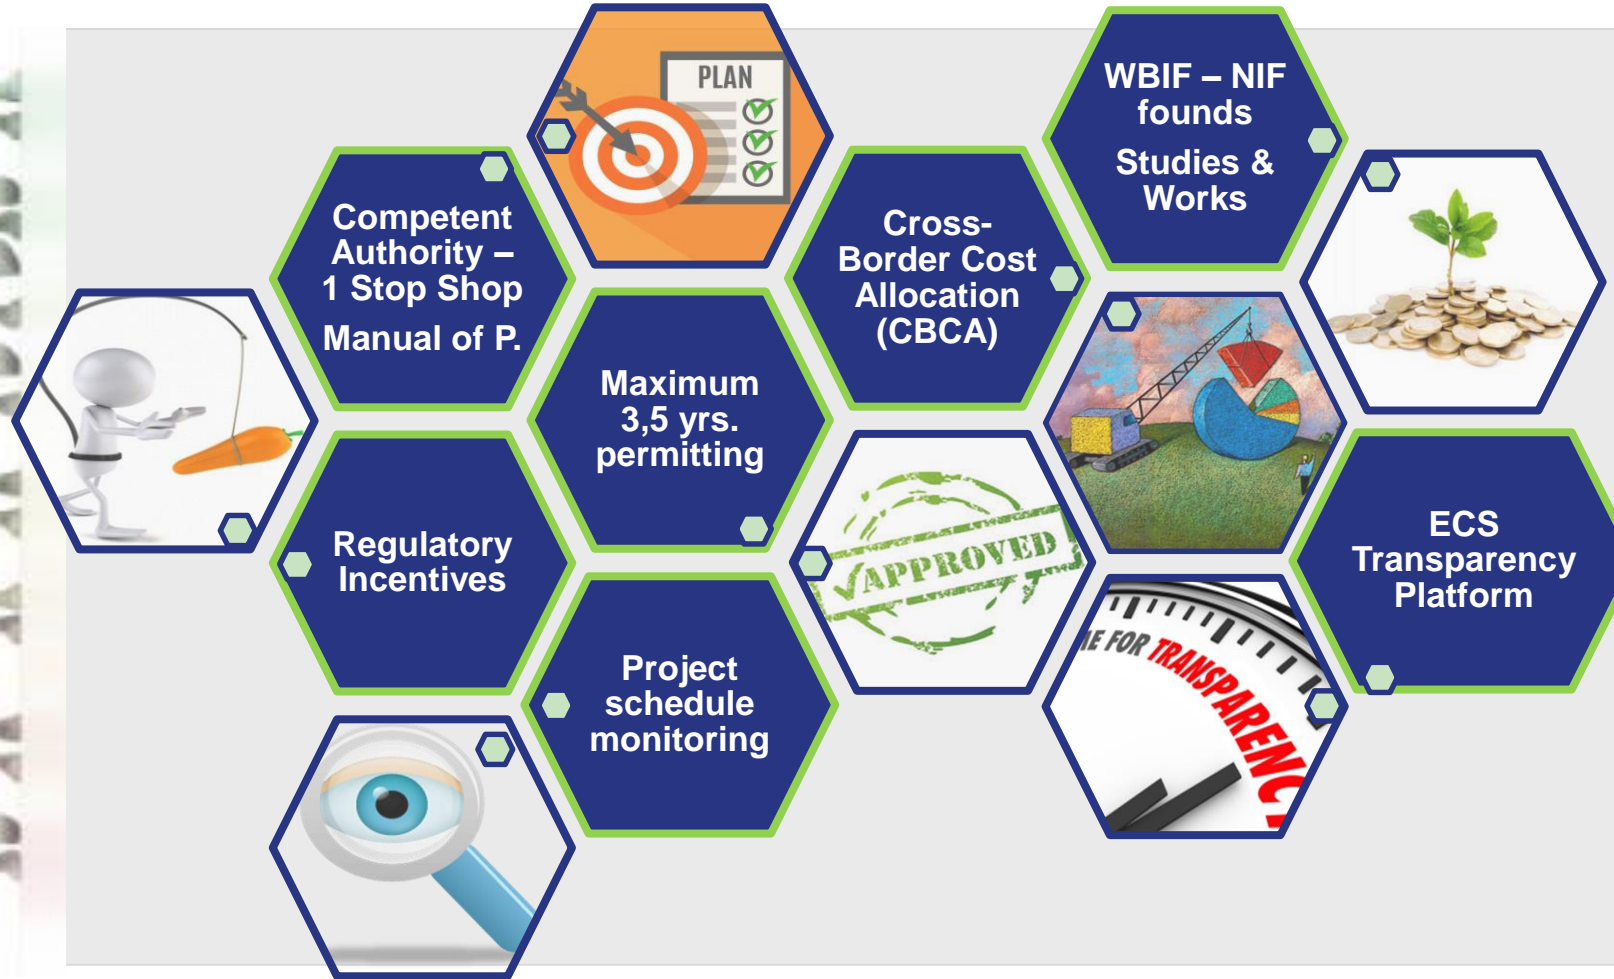 PLAN
WBIF – NIF
founds
Studies &
Works
Competent
Authority –
1 Stop Shop
Manual of P.
Cross-
Border Cost
Allocation
(CBCA)
Maximum
3,5 yrs.
permitting
Regulatory
Incentives
APPROVED
ECS
Transparency
Platform
Project
schedule
monitoring
FOR TRANSPARENC